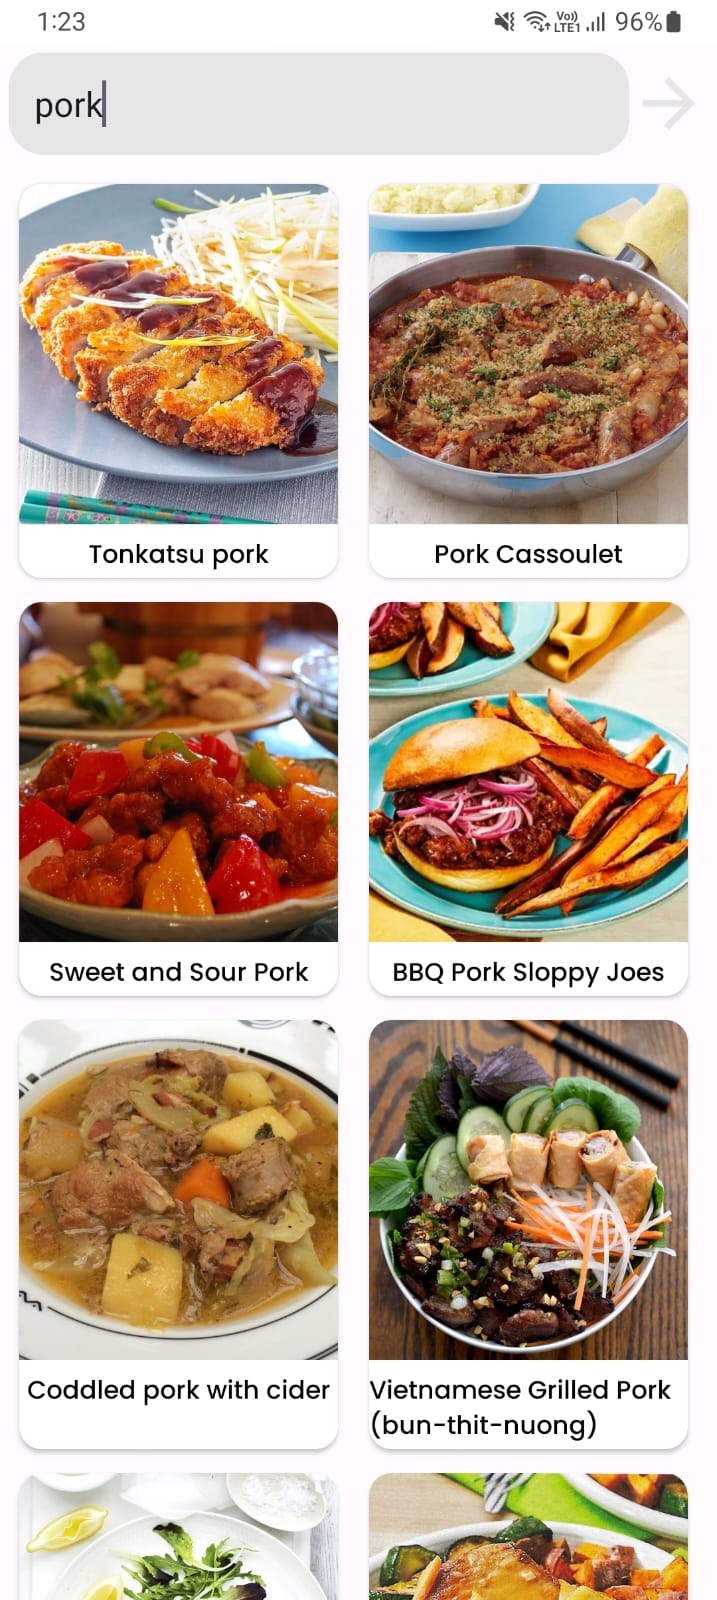 1:23
Vo))
LTE1
96%
pork
Tonkatsu pork
Pork Cassoulet
Sweet and Sour Pork
BBQ Pork Sloppy Joes
Coddled pork with cider
Vietnamese Grilled Pork
(bun-thit-nuong)